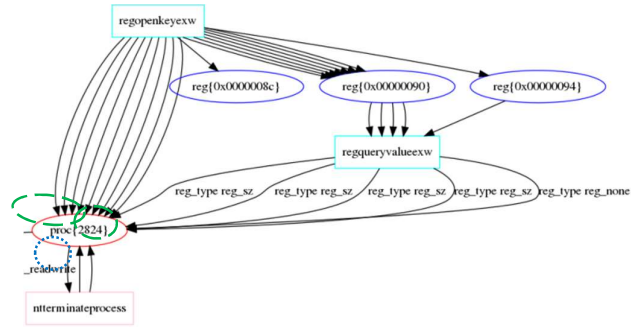 regopenkeyexw
reg{0x0000008c} reg{0x00000090} reg{0x00000094}
regqueryvalueexw
reg_type reg_sz reg_type reg_sz reg_type reg_sz reg_type reg_sz reg_type reg_none
proc{2824}
_readwrite
ntterminateprocess